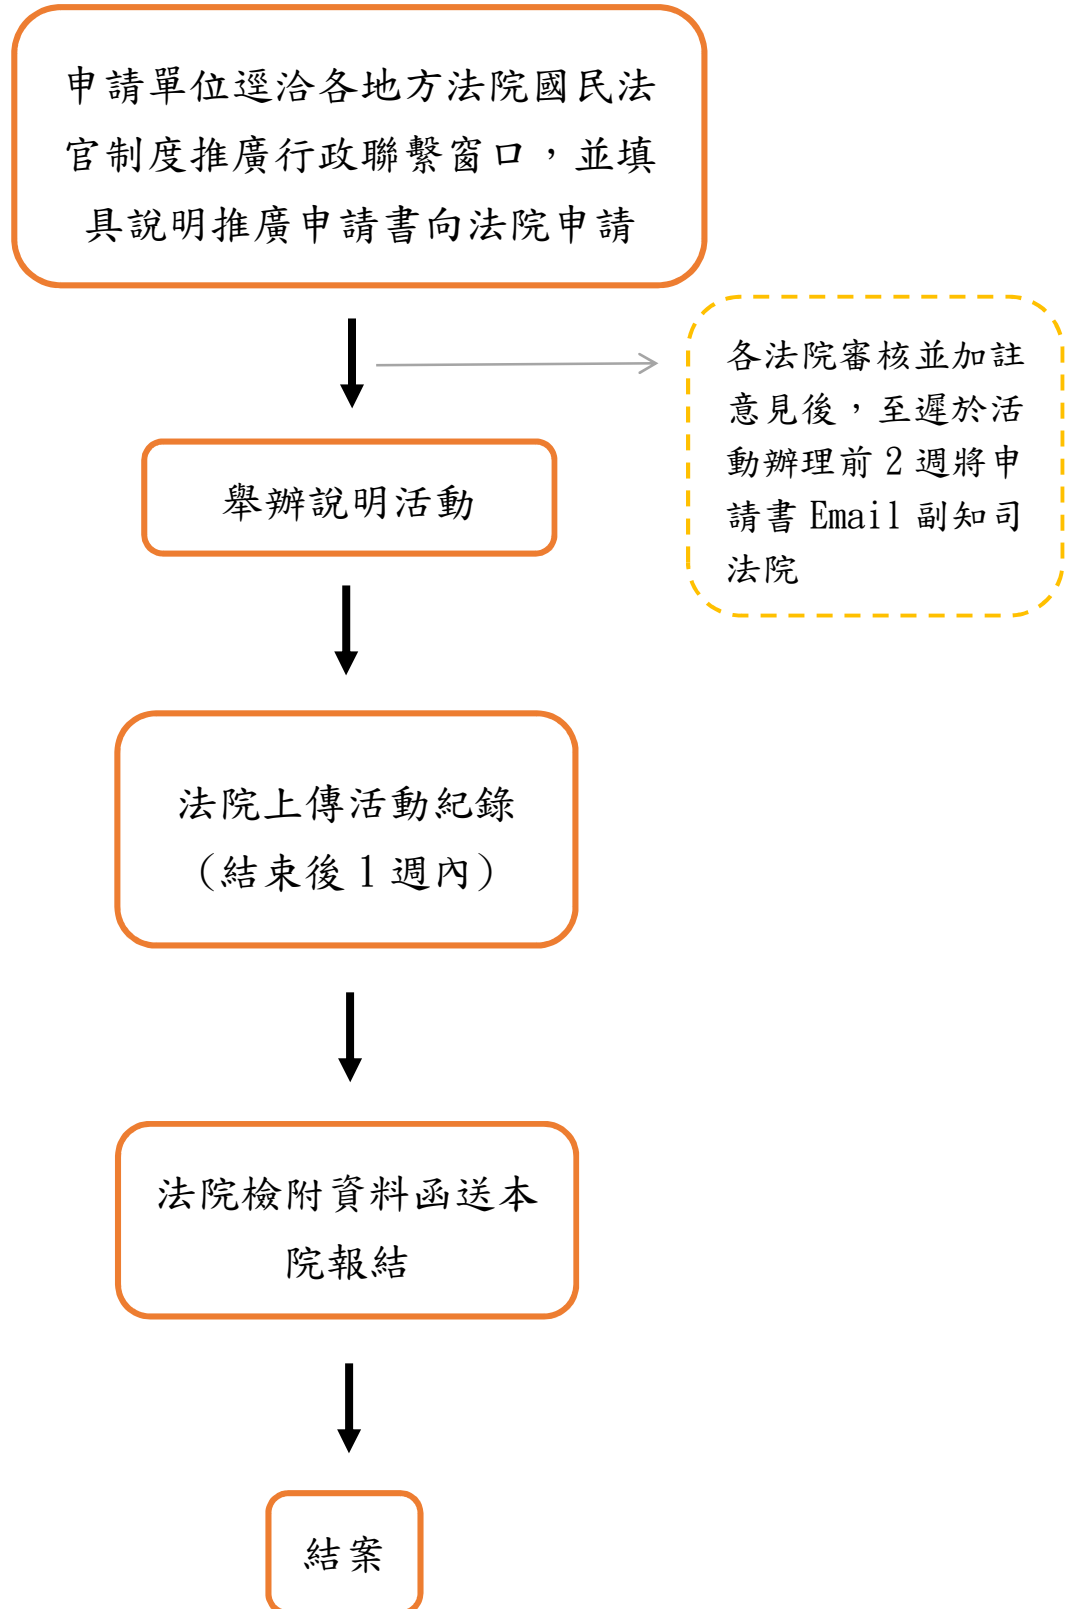 申請單位逕洽各地方法院國民法
官制度推廣行政聯繫窗口，並填
具說明推廣申請書向法院申請
各法院審核並加註
意見後，至遲於活
動辦理前 2 週將申
請書 Email 副知司
法院
舉辦說明活動
法院上傳活動紀錄
（結束後 1 週內）
法院檢附資料函送本
院報結
結案